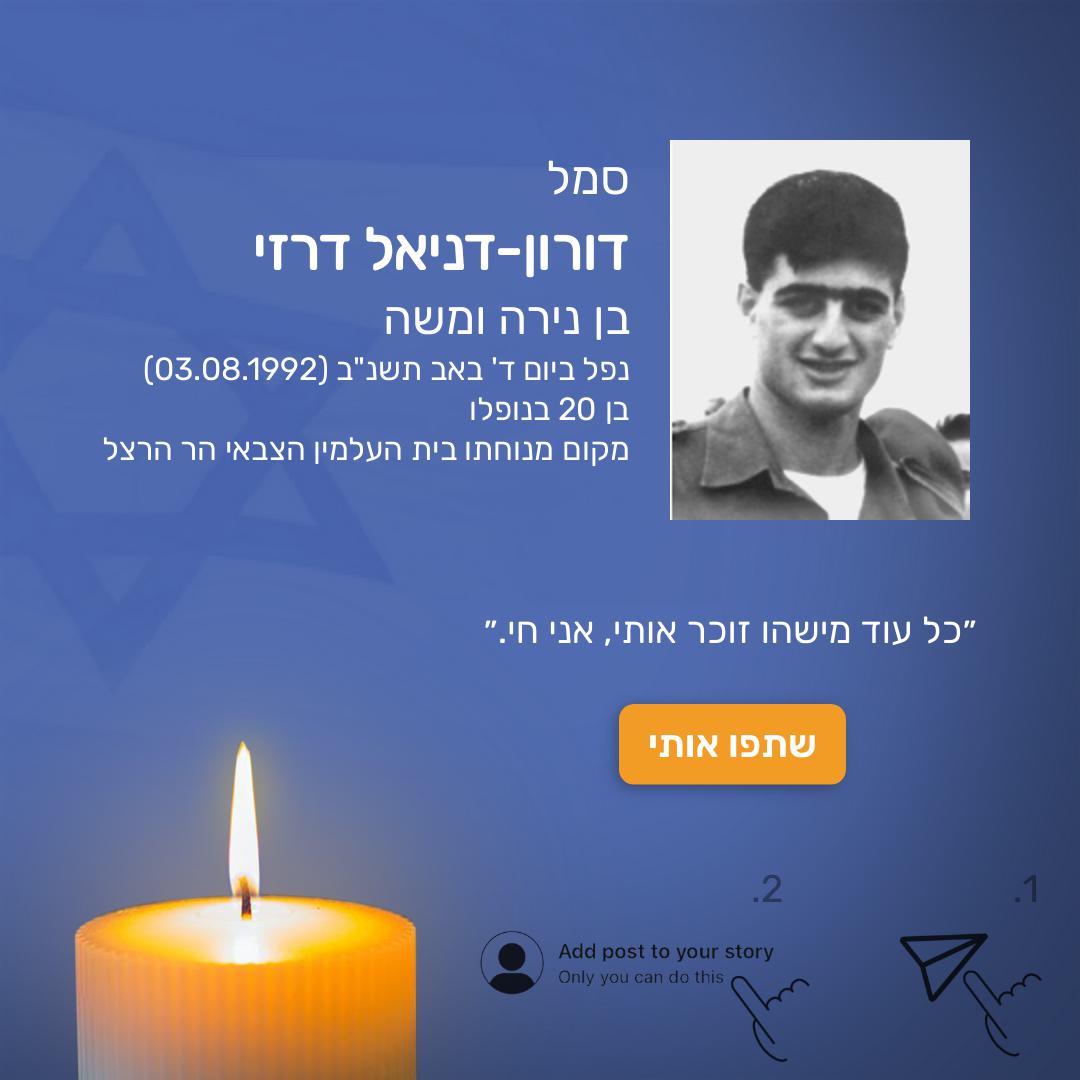 סמל
דורון-דניאל דרזי
בן נירה ומשה
נפל ביום ד' באב תשנ"ב (03.08.1992)
בן 20 בנופלו
מקום מנוחתו בית העלמין הצבאי הר הרצל
״כל עוד מישהו זוכר אותי, אני חי.״
שתפו אותי
.1
.2
Add post to your story
Only you can do this